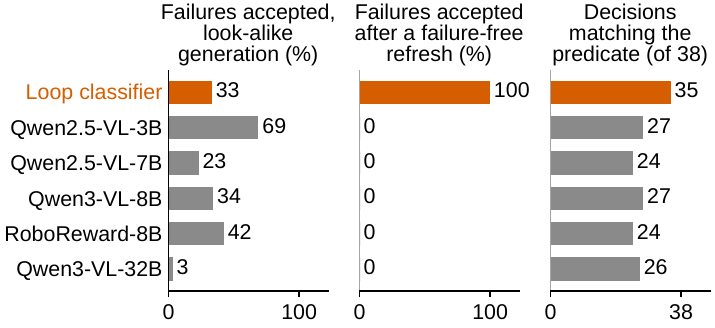 Failures accepted,
look-alike
generation (%)
Failures accepted
after a failure-free
refresh (%)
Decisions
matching the
predicate (of 38)
Loop classifier 33 100 35
Qwen2.5-VL-3B 69 0 27
Qwen2.5-VL-7B 23 0 24
Qwen3-VL-8B 34 0 27
RoboReward-8B 42 0 24
Qwen3-VL-32B 3 0 26
0 100 0 100 0 38